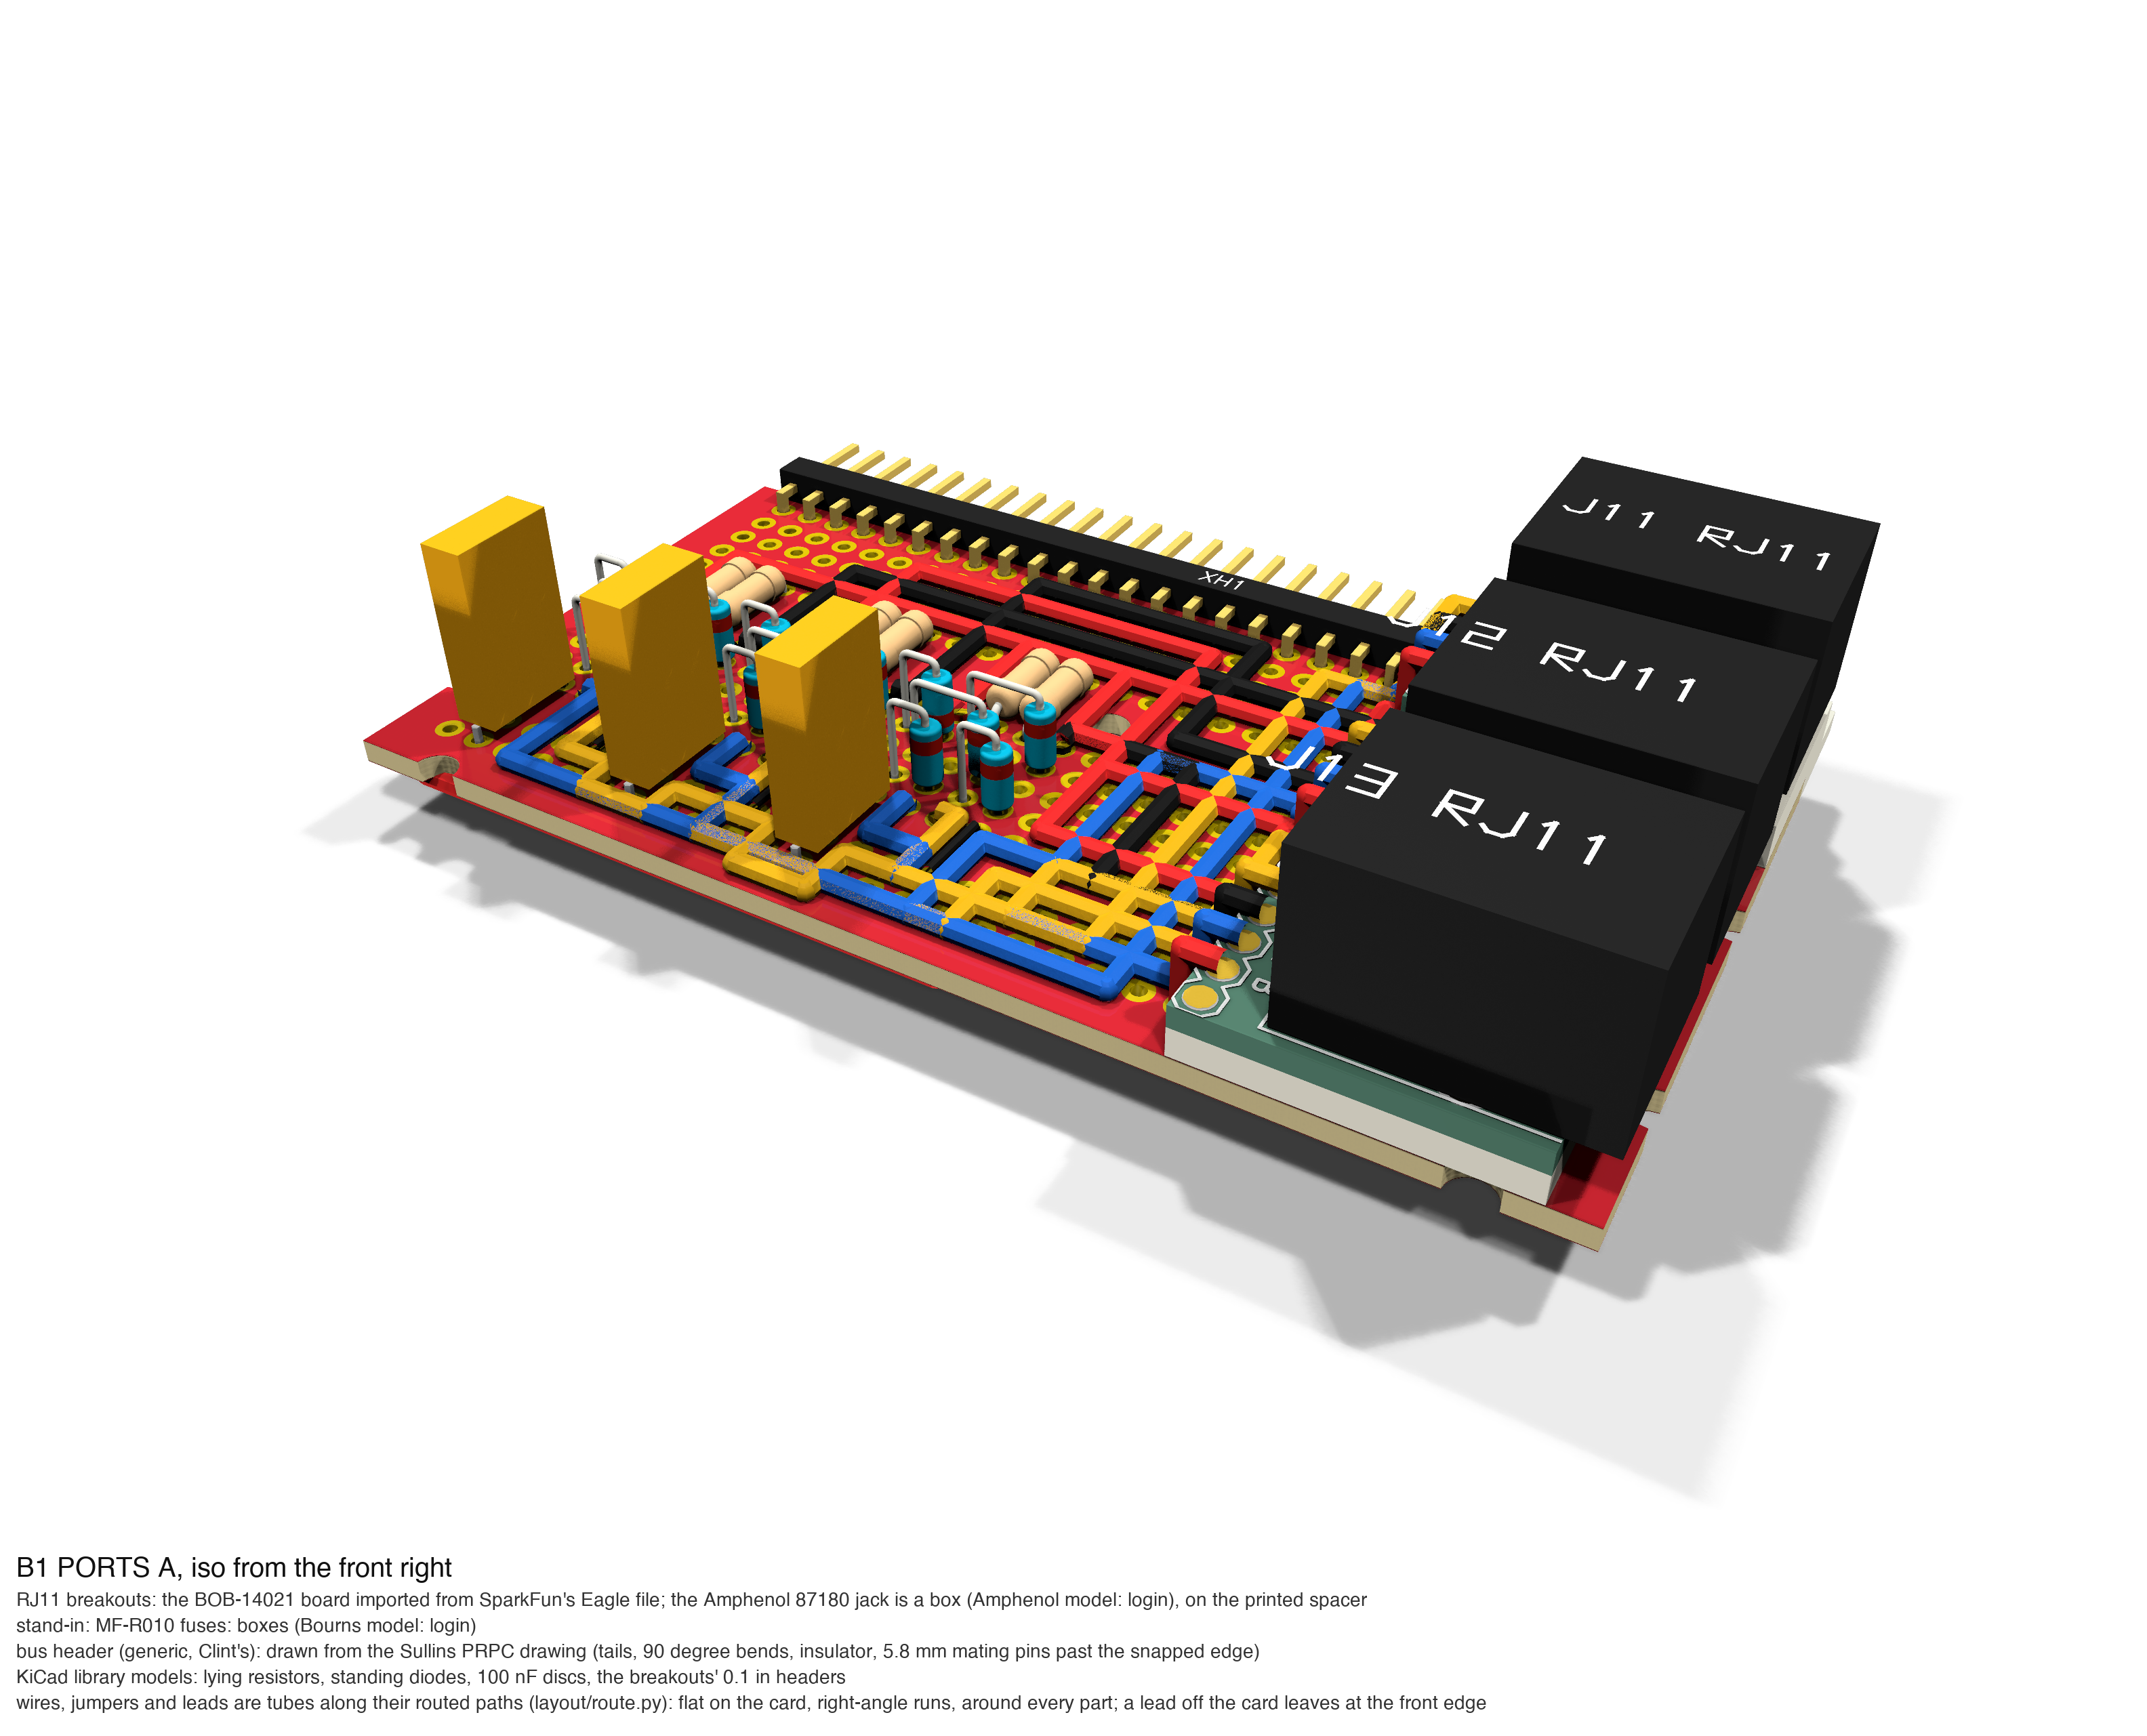 J11 RJ11
XH1
J12 RJ11
J13 RJ11
B1 PORTS A, iso from the front right
RJ11 breakouts: the BOB-14021 board imported from SparkFun's Eagle file; the Amphenol 87180 jack is a box (Amphenol model: login), on the printed spacer
stand-in: MF-R010 fuses: boxes (Bourns model: login)
bus header (generic, Clint's): drawn from the Sullins PRPC drawing (tails, 90 degree bends, insulator, 5.8 mm mating pins past the snapped edge)
KiCad library models: lying resistors, standing diodes, 100 nF discs, the breakouts' 0.1 in headers
wires, jumpers and leads are tubes along their routed paths (layout/route.py): flat on the card, right-angle runs, around every part; a lead off the card leaves at the front edge